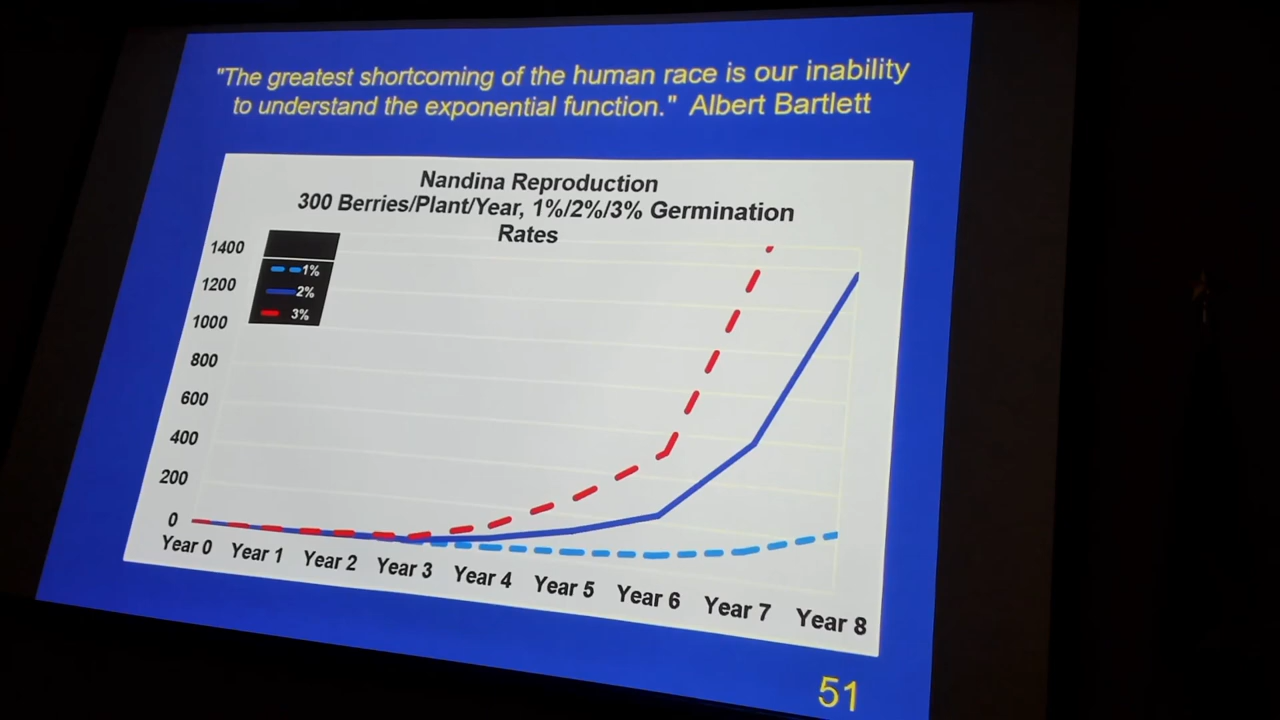 "The greatest shortcoming of the human race is our inability
to understand the exponential function." Albert Bartlett
Nandina Reproduction
300 Berries/Plant/Year, 1%/2%/3% Germination
Rates
1400
1200
1000
800
600
400
200
0
1%
2%
3%
Year 0 Year 1 Year 2 Year 3 Year 4 Year 5 Year 6 Year 7 Year 8
51